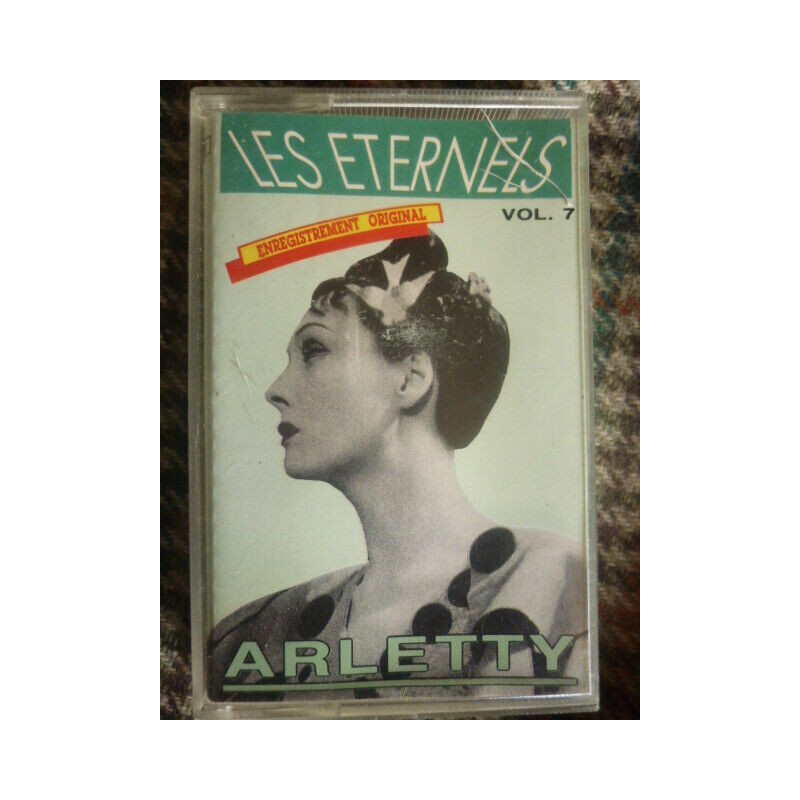 LES ETERNELS
VOL. 7
ENREGISTREMENT ORIGINAL
ARLETTY